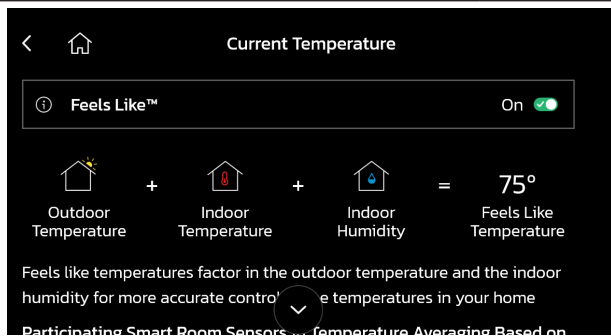 Current Temperature
Feels Like™ On
+ + = 75°
Outdoor Temperature
Indoor Temperature
Indoor Humidity
Feels Like Temperature
Feels like temperatures factor in the outdoor temperature and the indoor
humidity for more accurate control temperatures in your home
Participating Smart Room Sensors in Temperature Averaging Based on